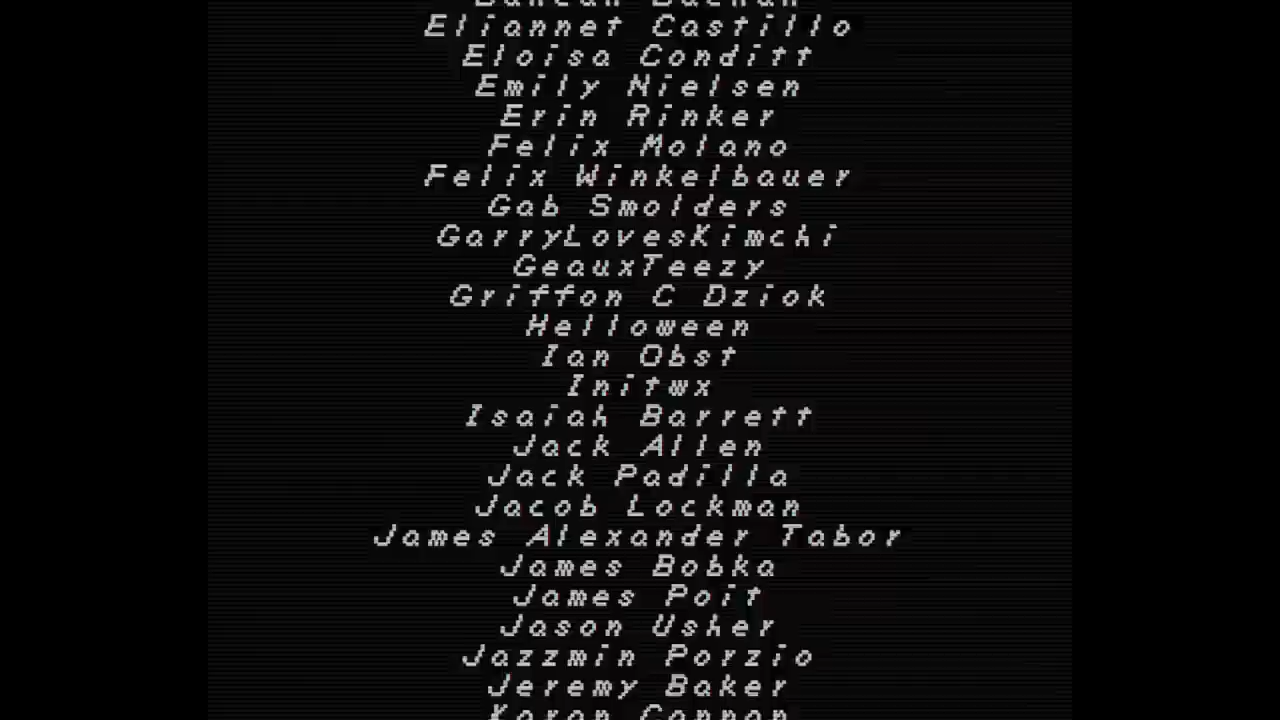 Duncan Bachan
Eliannet Castillo
Eloisa Conditt
Emily Nielsen
Erin Rinker
Felix Molano
Felix Winkelbauer
Gab Smolders
GarryLovesKimchi
GeauxTeezy
Griffon C Dziok
Helloween
Ian Obst
Initwx
Isaiah Barrett
Jack Allen
Jack Padilla
Jacob Lockman
James Alexander Tabor
James Bobka
James Poit
Jason Usher
Jazzmin Porzio
Jeremy Baker